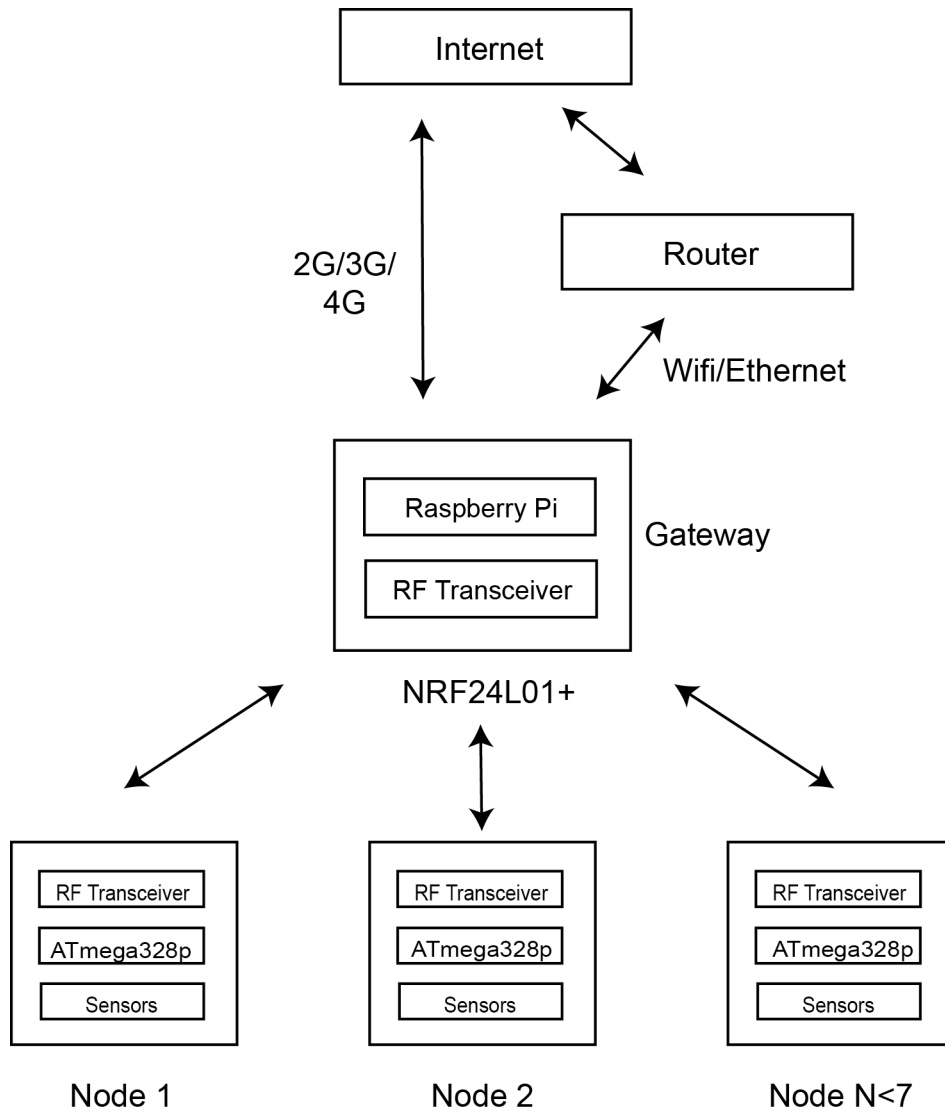 Internet
2G/3G/
4G
Router
Wifi/Ethernet
Raspberry Pi
Gateway
RF Transceiver
NRF24L01+
RF Transceiver
ATmega328p
Sensors
Node 1
RF Transceiver
ATmega328p
Sensors
Node 2
RF Transceiver
ATmega328p
Sensors
Node N<7